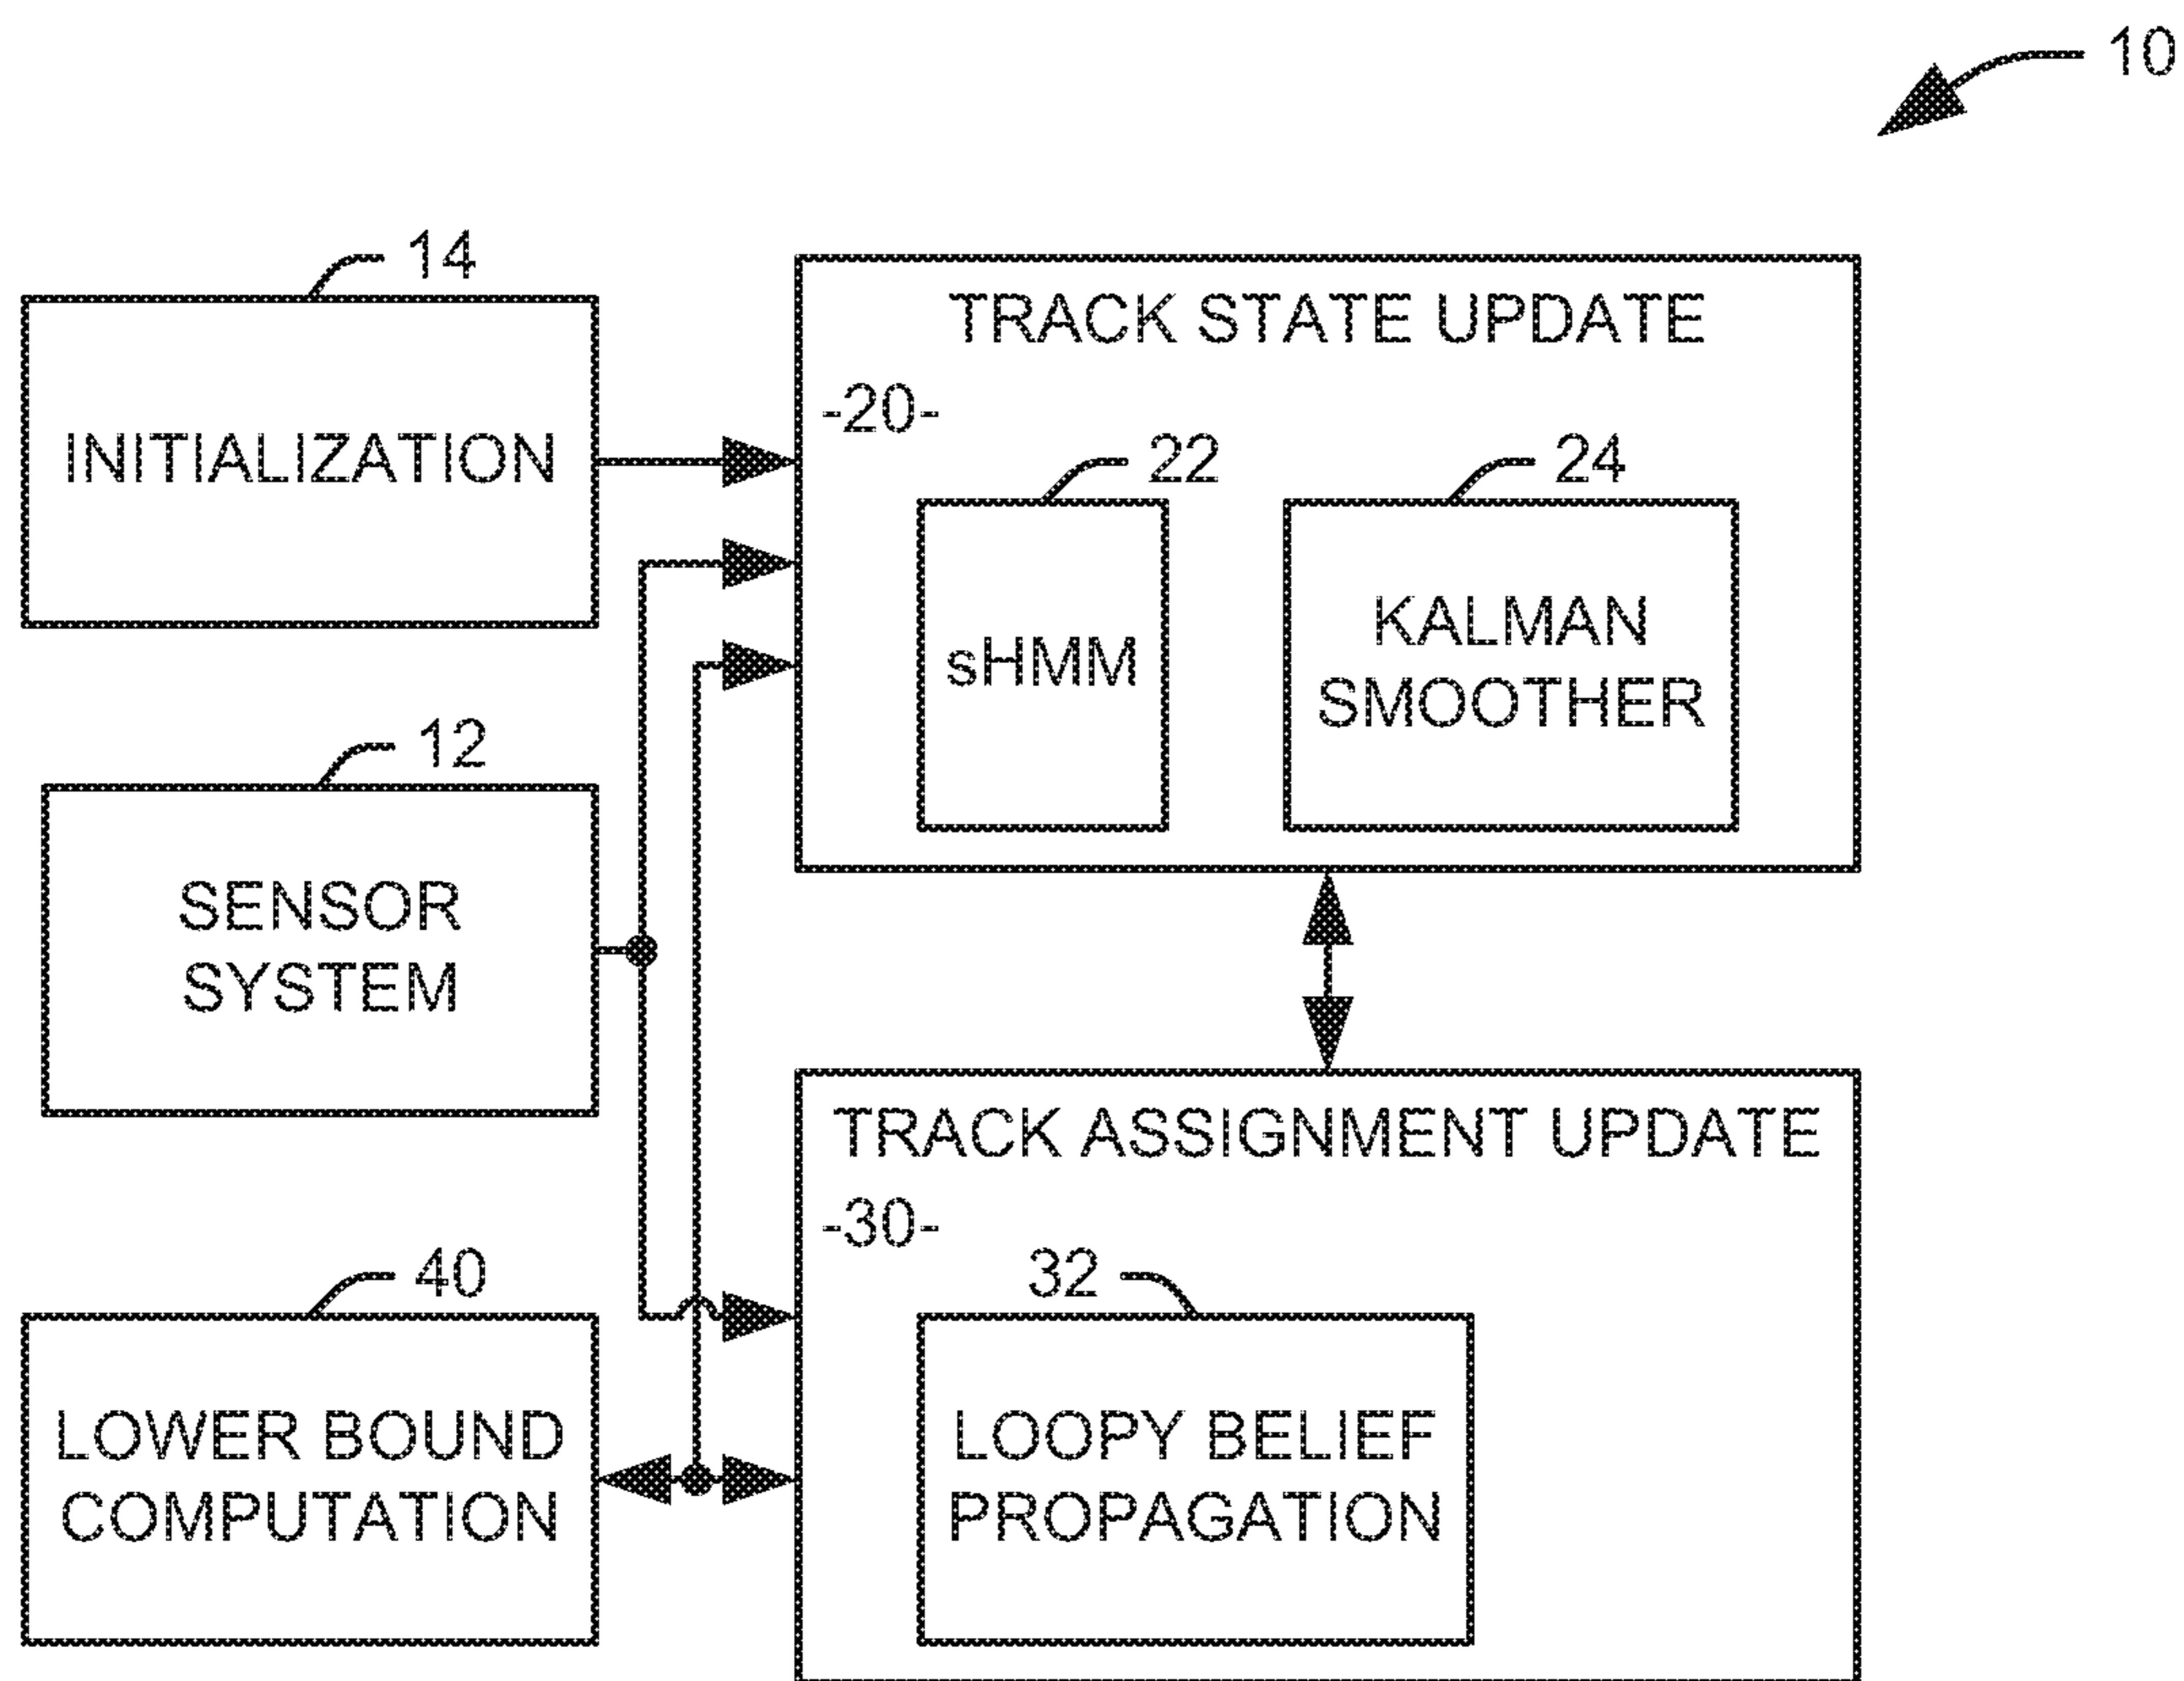 10
14
INITIALIZATION
TRACK STATE UPDATE
-20-
22
24
sHMM
KALMAN
SMOOTHER
12
SENSOR
SYSTEM
TRACK ASSIGNMENT UPDATE
-30-
40
32
LOWER BOUND
COMPUTATION
LOOPY BELIEF
PROPAGATION